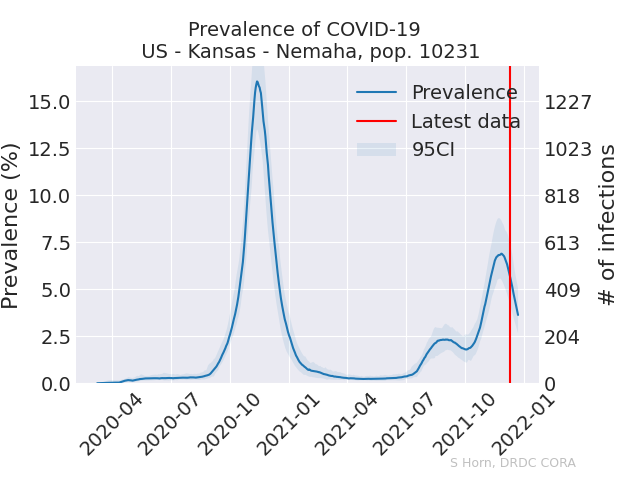 Prevalence of COVID-19
US - Kansas - Nemaha, pop. 10231
Prevalence
Latest data
95CI
Prevalence (%)
15.0
12.5
10.0
7.5
5.0
2.5
0.0
1227
1023
818
613
409
204
0
# of infections
2020-04
2020-07
2020-10
2021-01
2021-04
2021-07
2021-10
2022-01
S Horn, DRDC CORA